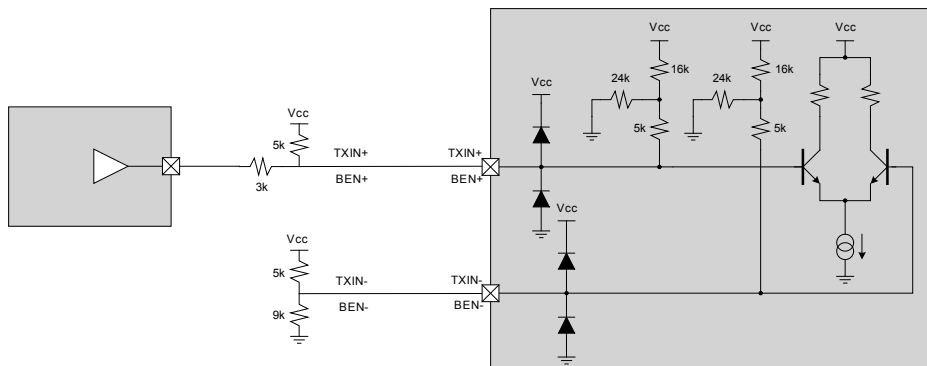 Vcc
Vcc
Vcc
16k
16k
24k
24k
Vcc
5k
5k
Vcc
5k
TXIN+
TXIN+
BEN+
BEN+
3k
Vcc
Vcc
5k
TXIN-
TXIN-
BEN-
BEN-
9k